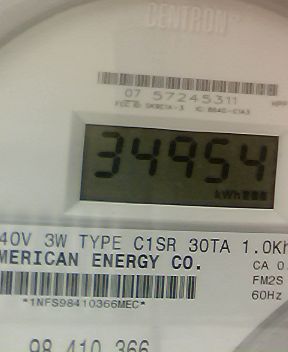 CENTRON
07 57245311
34954
kWh
40V 3W TYPE C1SR 30TA 1.0Kh
MERICAN ENERGY CO.
CA 0.
FM2S
60Hz
*1NFS98410366MEC*
98 410 366